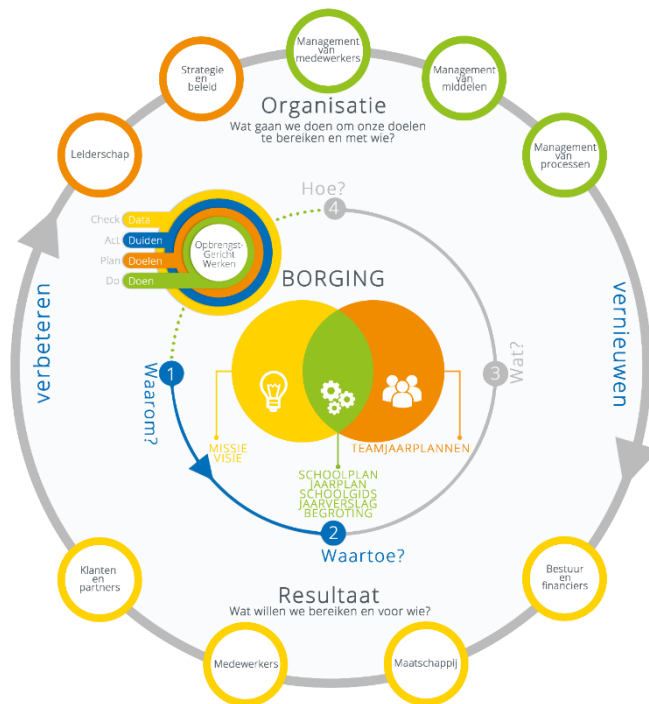 Management
van
medewerkers
Strategie
en
beleid
Management
van
middelen
Leiderschap
Management
van
processen
Organisatie
Wat gaan we doen om onze doelen
te bereiken en met wie?
Hoe?
4
Check Data
Act Duiden
Plan Doelen
Do Doen
Opbrengst-
Gericht
Werken
BORGING
verbeteren
vernieuwen
1
Waarom?
3
Wat?
MISSIE
VISIE
TEAMJAARPLANNEN
SCHOOLPLAN
JAARPLAN
SCHOOLGIDS
JAARVERSLAG
BEGROTING
2
Waartoe?
Klanten
en
partners
Bestuur
en
financiers
Resultaat
Wat willen we bereiken en voor wie?
Medewerkers
Maatschappij